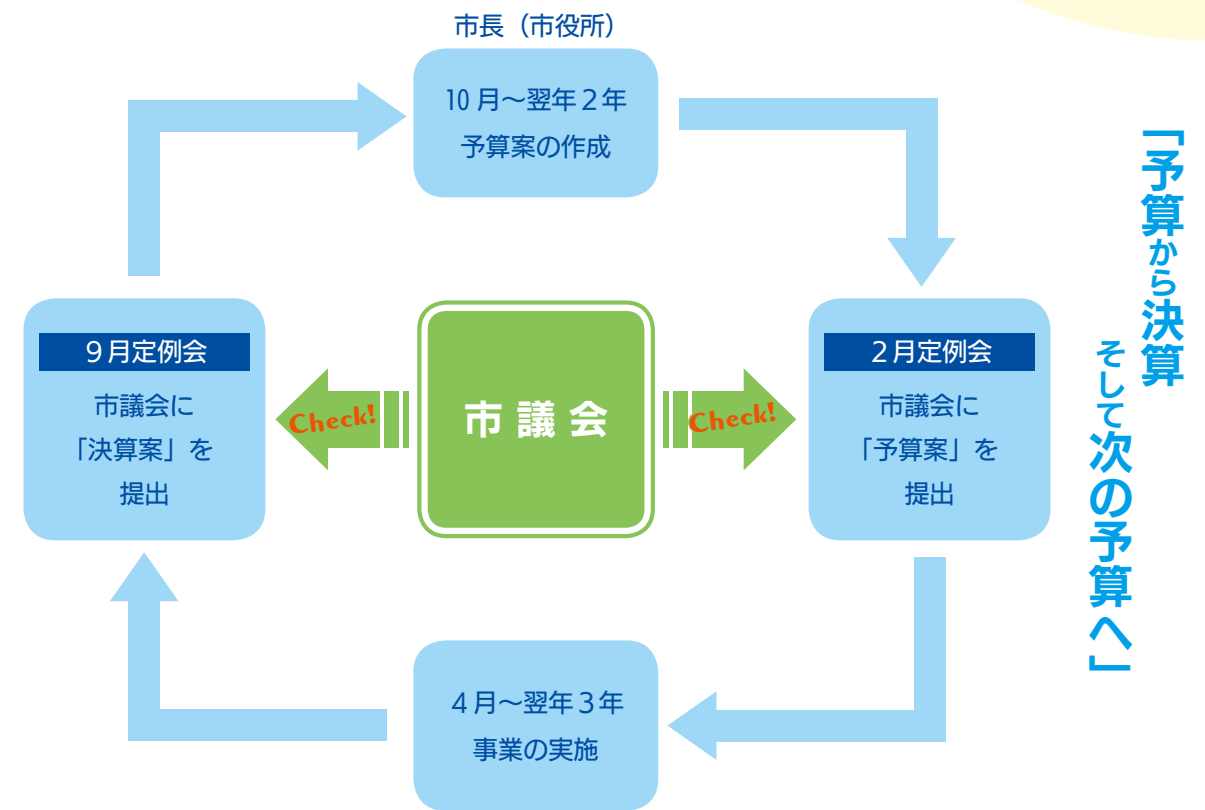 市長（市役所）
10月～翌年２年
予算案の作成
「予算から決算
そして次の予算へ」
９月定例会
市議会に
「決算案」を
提出
Check!
市議会
Check!
２月定例会
市議会に
「予算案」を
提出
４月～翌年３年
事業の実施